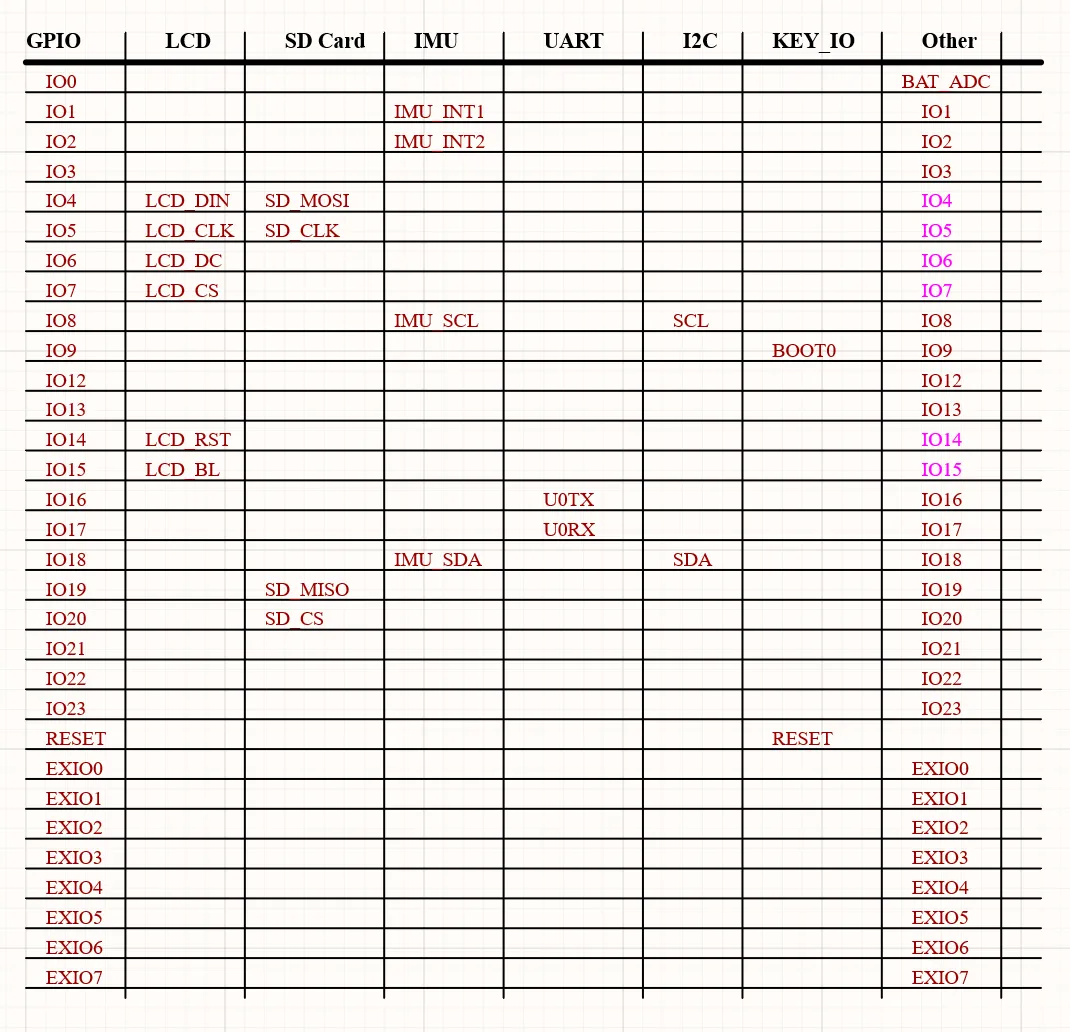 GPIO LCD SD Card IMU UART I2C KEY_IO Other
IO0 BAT_ADC
IO1 IMU_INT1 IO1
IO2 IMU_INT2 IO2
IO3 IO3
IO4 LCD_DIN SD_MOSI IO4
IO5 LCD_CLK SD_CLK IO5
IO6 LCD_DC IO6
IO7 LCD_CS IO7
IO8 IMU_SCL SCL IO8
IO9 BOOT0 IO9
IO12 IO12
IO13 IO13
IO14 LCD_RST IO14
IO15 LCD_BL IO15
IO16 U0TX IO16
IO17 U0RX IO17
IO18 IMU_SDA SDA IO18
IO19 SD_MISO IO19
IO20 SD_CS IO20
IO21 IO21
IO22 IO22
IO23 IO23
RESET RESET
EXIO0 EXIO0
EXIO1 EXIO1
EXIO2 EXIO2
EXIO3 EXIO3
EXIO4 EXIO4
EXIO5 EXIO5
EXIO6 EXIO6
EXIO7 EXIO7